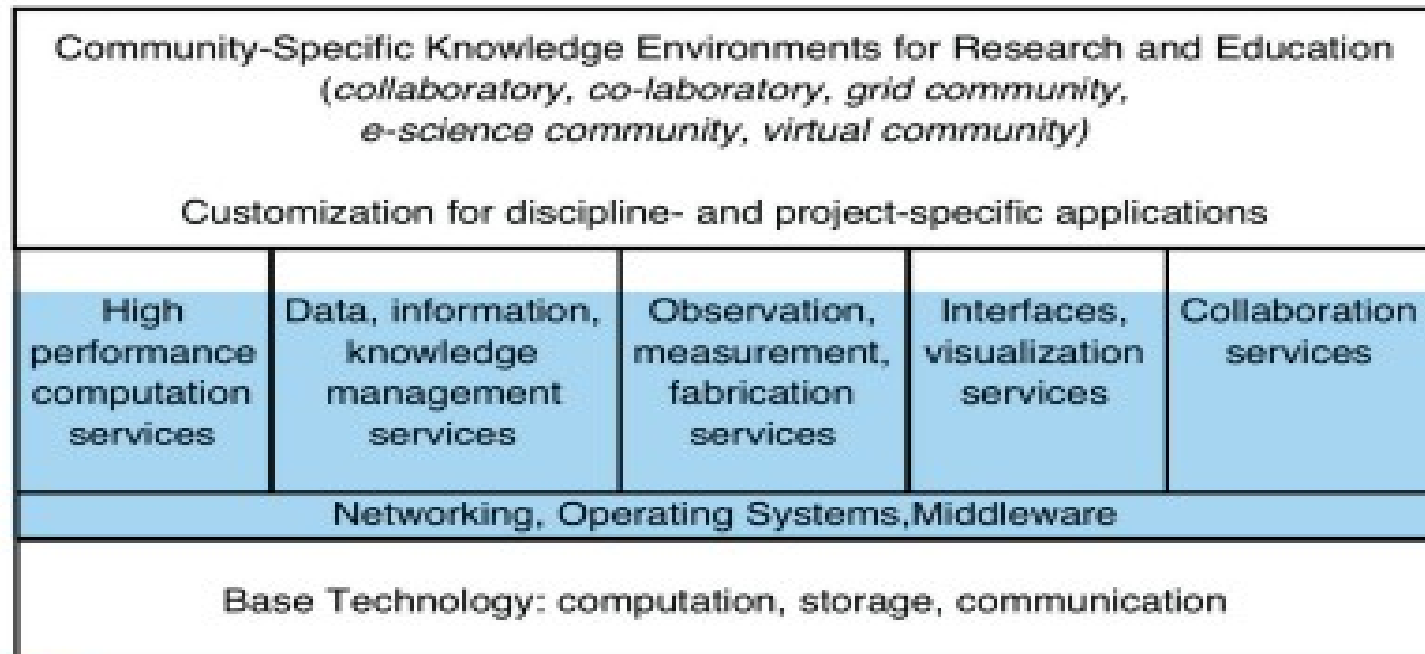 Community-Specific Knowledge Environments for Research and Education
(collaboratory, co-laboratory, grid community,
e-science community, virtual community)
Customization for discipline- and project-specific applications
High
performance
computation
services
Data, information,
knowledge
management
services
Observation,
measurement,
fabrication
services
Interfaces,
visualization
services
Collaboration
services
Networking, Operating Systems,Middleware
Base Technology: computation, storage, communication